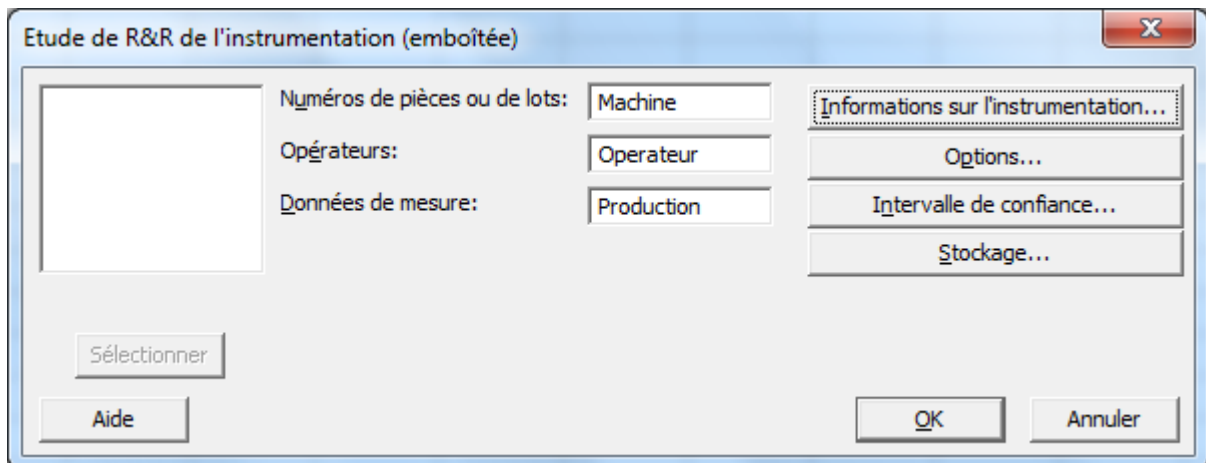 Etude de R&R de l'instrumentation (emboîtée)
Numéros de pièces ou de lots: Machine
Informations sur l'instrumentation...
Opérateurs: Operateur
Options...
Données de mesure: Production
Intervalle de confiance...
Stockage...
Sélectionner
Aide
OK
Annuler